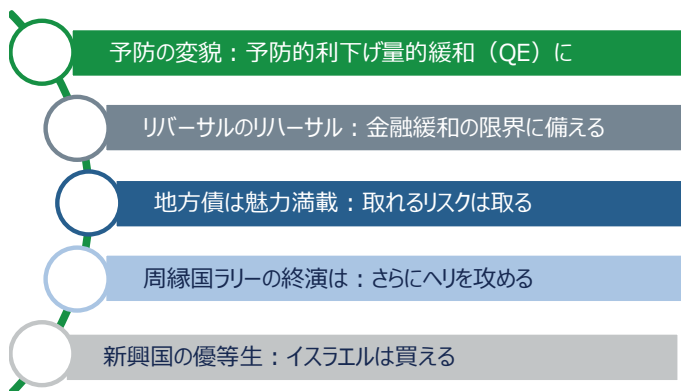 予防の変貌：予防的利下げ量的緩和（QE）に
リバーサルのリハーサル：金融緩和の限界に備える
地方債は魅力満載：取れるリスクは取る
周縁国ラリーの終演は：さらにヘリを攻める
新興国の優等生：イスラエルは買える